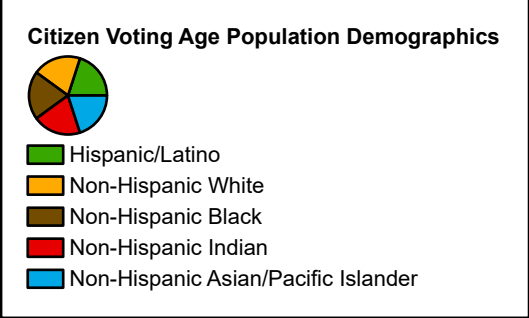 Citizen Voting Age Population Demographics
Hispanic/Latino
Non-Hispanic White
Non-Hispanic Black
Non-Hispanic Indian
Non-Hispanic Asian/Pacific Islander